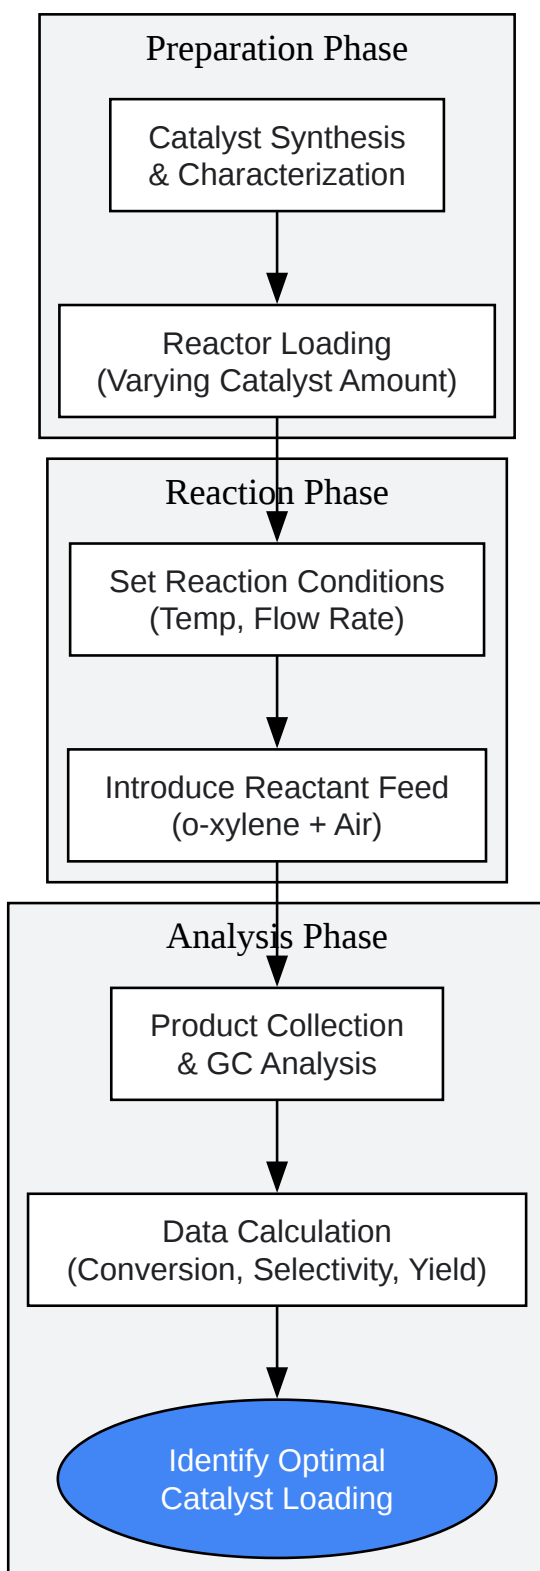 Preparation Phase
Catalyst Synthesis
& Characterization
Reactor Loading
(Varying Catalyst Amount)
Reaction Phase
Set Reaction Conditions
(Temp, Flow Rate)
Introduce Reactant Feed
(o-xylene + Air)
Analysis Phase
Product Collection
& GC Analysis
Data Calculation
(Conversion, Selectivity, Yield)
Identify Optimal
Catalyst Loading